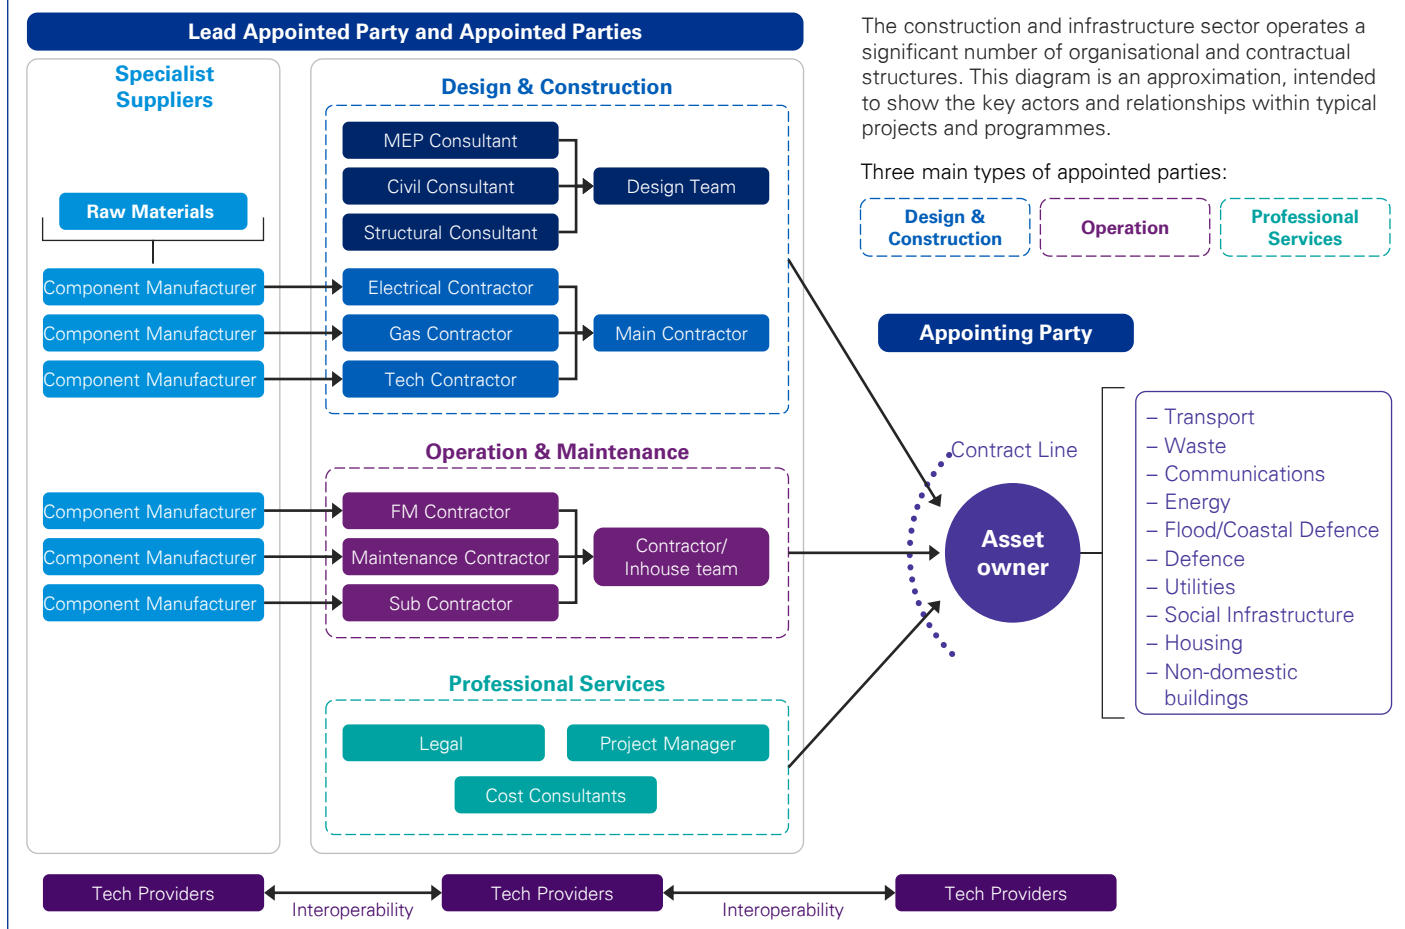 Lead Appointed Party and Appointed Parties
Specialist
Suppliers
Raw Materials
Component Manufacturer
Component Manufacturer
Component Manufacturer
Component Manufacturer
Component Manufacturer
Component Manufacturer
Design & Construction
MEP Consultant
Civil Consultant
Structural Consultant
Design Team
Electrical Contractor
Gas Contractor
Tech Contractor
Main Contractor
Operation & Maintenance
FM Contractor
Maintenance Contractor
Sub Contractor
Contractor/
Inhouse team
Professional Services
Legal
Project Manager
Cost Consultants
The construction and infrastructure sector operates a
significant number of organisational and contractual
structures. This diagram is an approximation, intended
to show the key actors and relationships within typical
projects and programmes.
Three main types of appointed parties:
Design &
Construction
Operation
Professional
Services
Appointing Party
Contract Line
Asset
owner
– Transport
– Waste
– Communications
– Energy
– Flood/Coastal Defence
– Defence
– Utilities
– Social Infrastructure
– Housing
– Non-domestic
buildings
Tech Providers
Interoperability
Tech Providers
Interoperability
Tech Providers